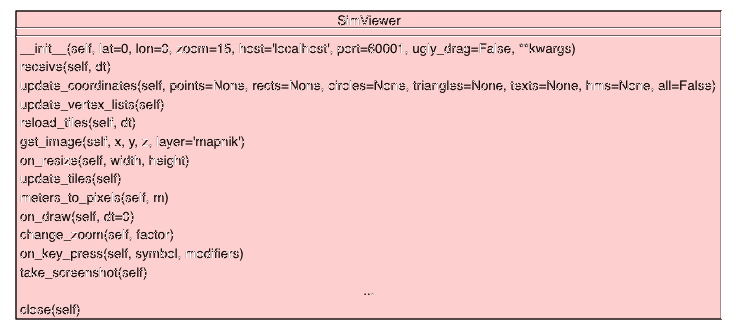 SimViewer
__init__(self, lat=0, lon=0, zoom=15, host='localhost', port=60001, ugly_drag=False, **kwargs)
receive(self, dt)
update_coordinates(self, points=None, rects=None, circles=None, triangles=None, texts=None, hms=None, all=False)
update_vertex_lists(self)
reload_tiles(self, dt)
get_image(self, x, y, z, layer='mapnik')
on_resize(self, width, height)
update_tiles(self)
meters_to_pixels(self, m)
on_draw(self, dt=0)
change_zoom(self, factor)
on_key_press(self, symbol, modifiers)
take_screenshot(self)
...
close(self)